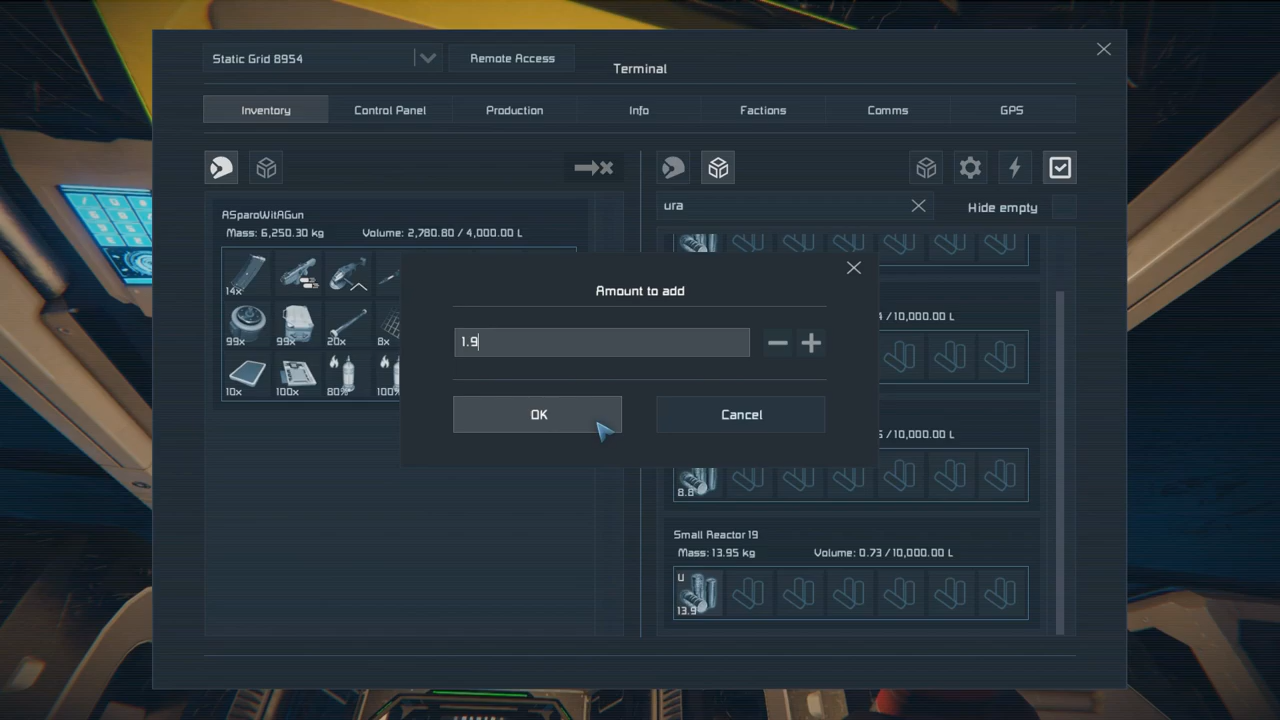 Static Grid 8954
Remote Access
Terminal
Inventory
Control Panel
Production
Info
Factions
Comms
GPS
ASparoWitAGun
Mass: 6,250.30 kg
Volume: 2,780.80 / 4,000.00 L
14x
99x
99x
20x
8x
10x
100x
80%
100%
ura
Hide empty
/ 10,000.00 L
/ 10,000.00 L
8.8
Small Reactor 19
Mass: 13.95 kg
Volume: 0.73 / 10,000.00 L
U
13.9
Amount to add
1.9
OK
Cancel